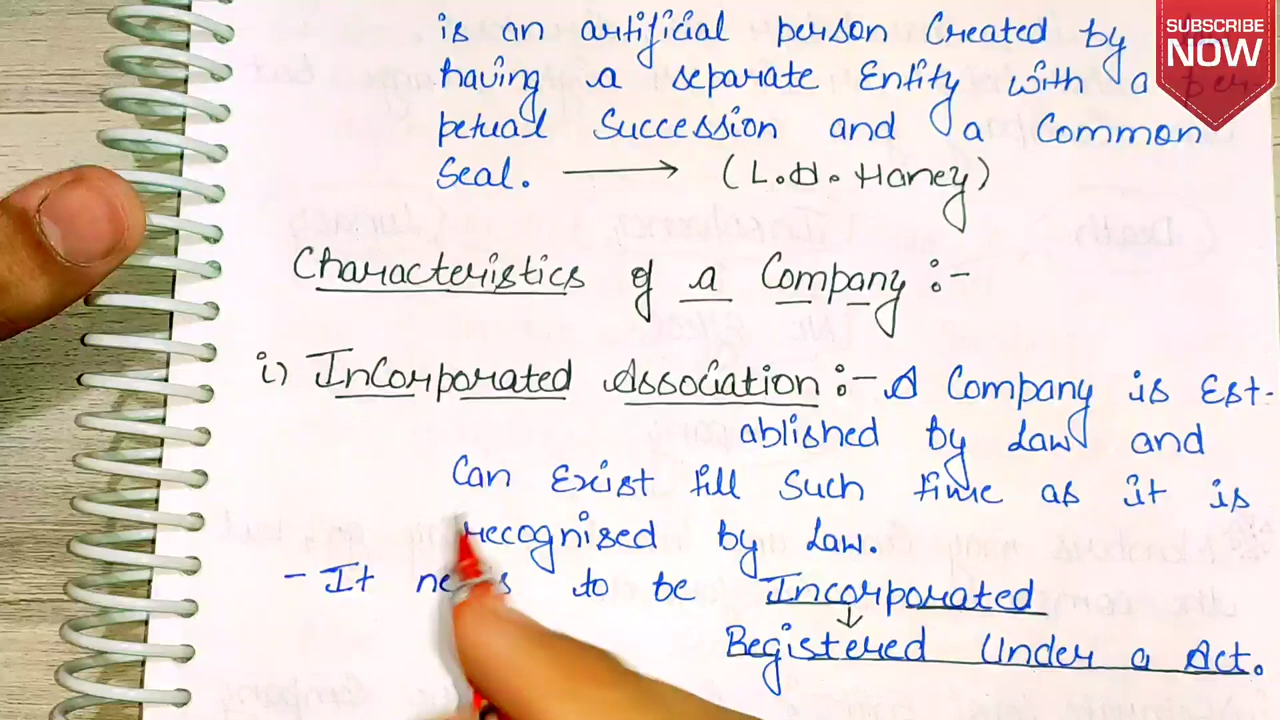 is an artificial person Created by
having a separate Entity with a per-
petual Succession and a Common
Seal. → (L.H. Haney)
Characteristics of a Company :-
i) Incorporated Association :- A Company is Est-
ablished by Law and
Can Exist till Such time as it is
recognised by Law.
- It needs to be Incorporated
↓
Registered Under a Act.
SUBSCRIBE
NOW